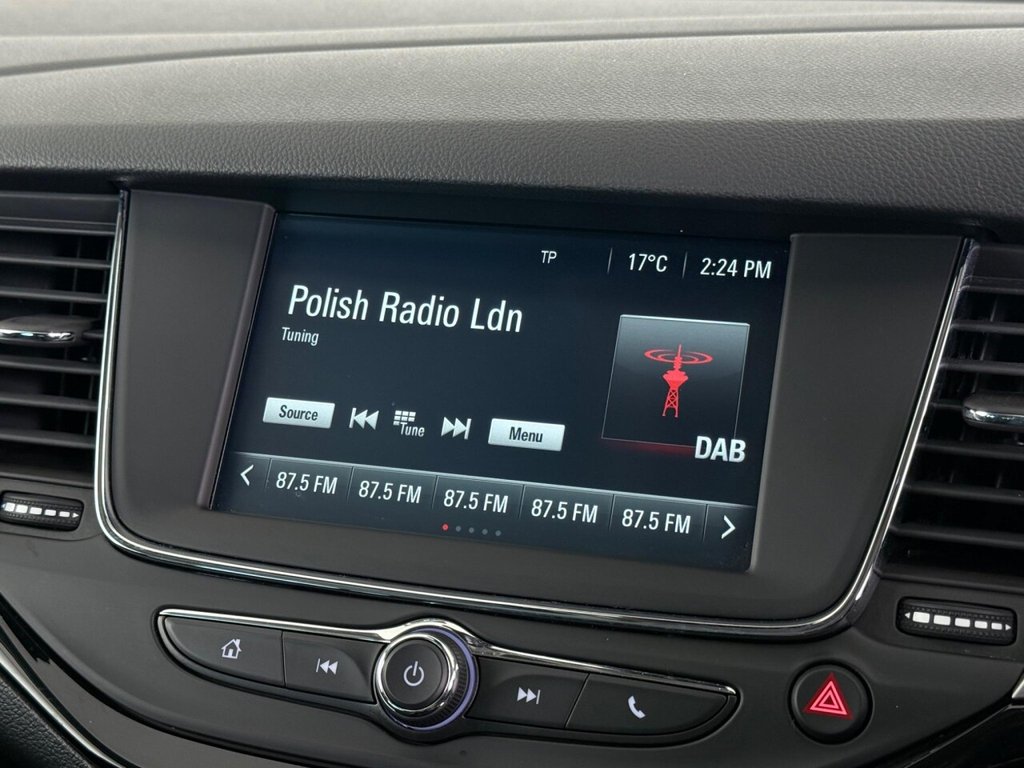 TP 17°C 2:24 PM
Polish Radio Ldn
Tuning
Source Tune Menu
DAB
87.5 FM 87.5 FM 87.5 FM 87.5 FM 87.5 FM